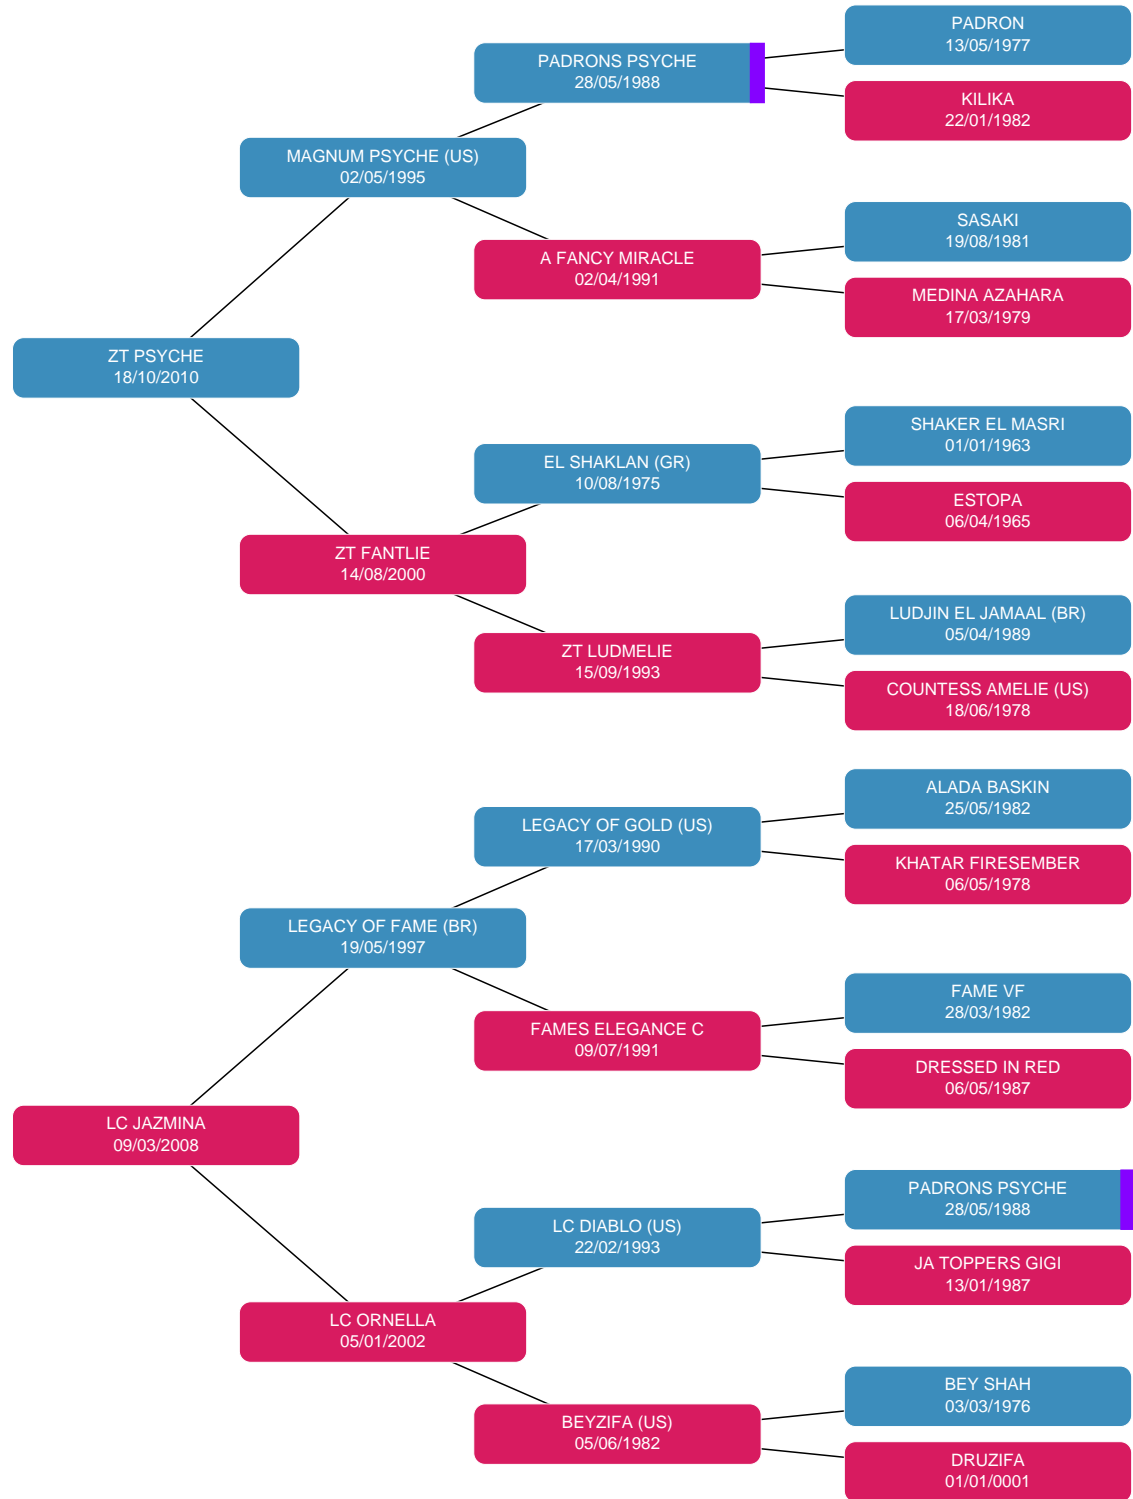 PADRON
13/05/1977
PADRONS PSYCHE
28/05/1988
KILIKA
22/01/1982
MAGNUM PSYCHE (US)
02/05/1995
SASAKI
19/08/1981
A FANCY MIRACLE
02/04/1991
MEDINA AZAHARA
17/03/1979
ZT PSYCHE
18/10/2010
SHAKER EL MASRI
01/01/1963
EL SHAKLAN (GR)
10/08/1975
ESTOPA
06/04/1965
ZT FANTLIE
14/08/2000
LUDJIN EL JAMAAL (BR)
05/04/1989
ZT LUDMELIE
15/09/1993
COUNTESS AMELIE (US)
18/06/1978
ALADA BASKIN
25/05/1982
LEGACY OF GOLD (US)
17/03/1990
KHATAR FIRESEMBER
06/05/1978
LEGACY OF FAME (BR)
19/05/1997
FAME VF
28/03/1982
FAMES ELEGANCE C
09/07/1991
DRESSED IN RED
06/05/1987
LC JAZMINA
09/03/2008
PADRONS PSYCHE
28/05/1988
LC DIABLO (US)
22/02/1993
JA TOPPERS GIGI
13/01/1987
LC ORNELLA
05/01/2002
BEY SHAH
03/03/1976
BEYZIFA (US)
05/06/1982
DRUZIFA
01/01/0001